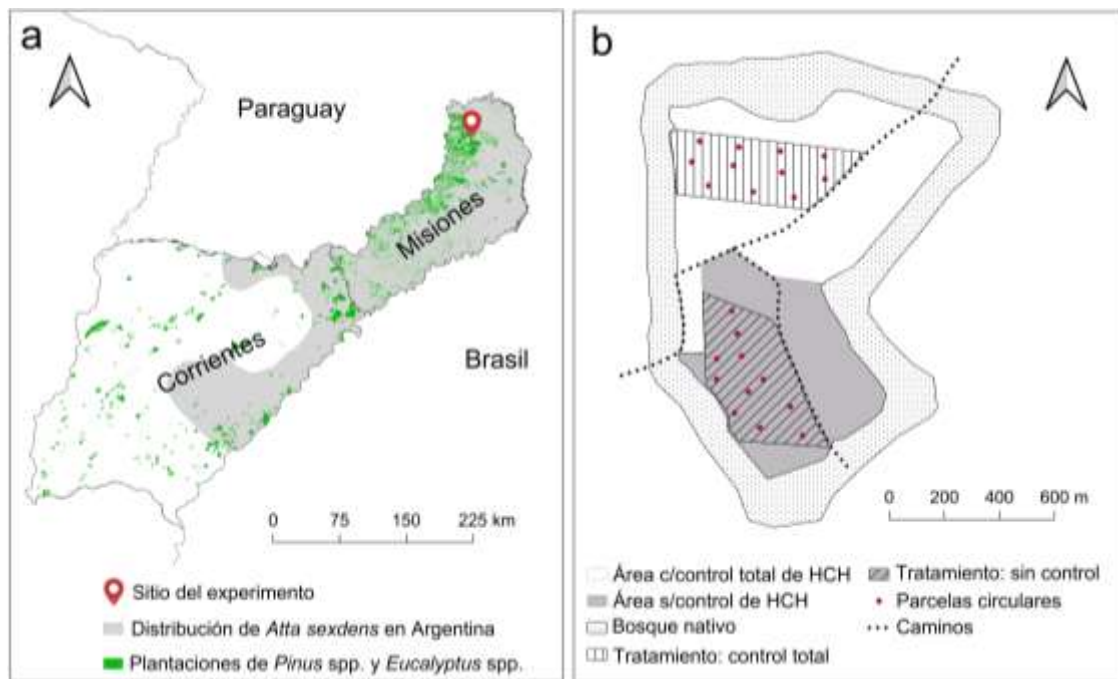 a
Paraguay
Misiones
Corrientes
Brasil
0 75 150 225 km
Sitio del experimento
Distribución de Atta sexdens en Argentina
Plantaciones de Pinus spp. y Eucalyptus spp.
b
0 200 400 600 m
Área c/control total de HCH
Área s/control de HCH
Bosque nativo
Tratamiento: control total
Tratamiento: sin control
Parcelas circulares
Caminos